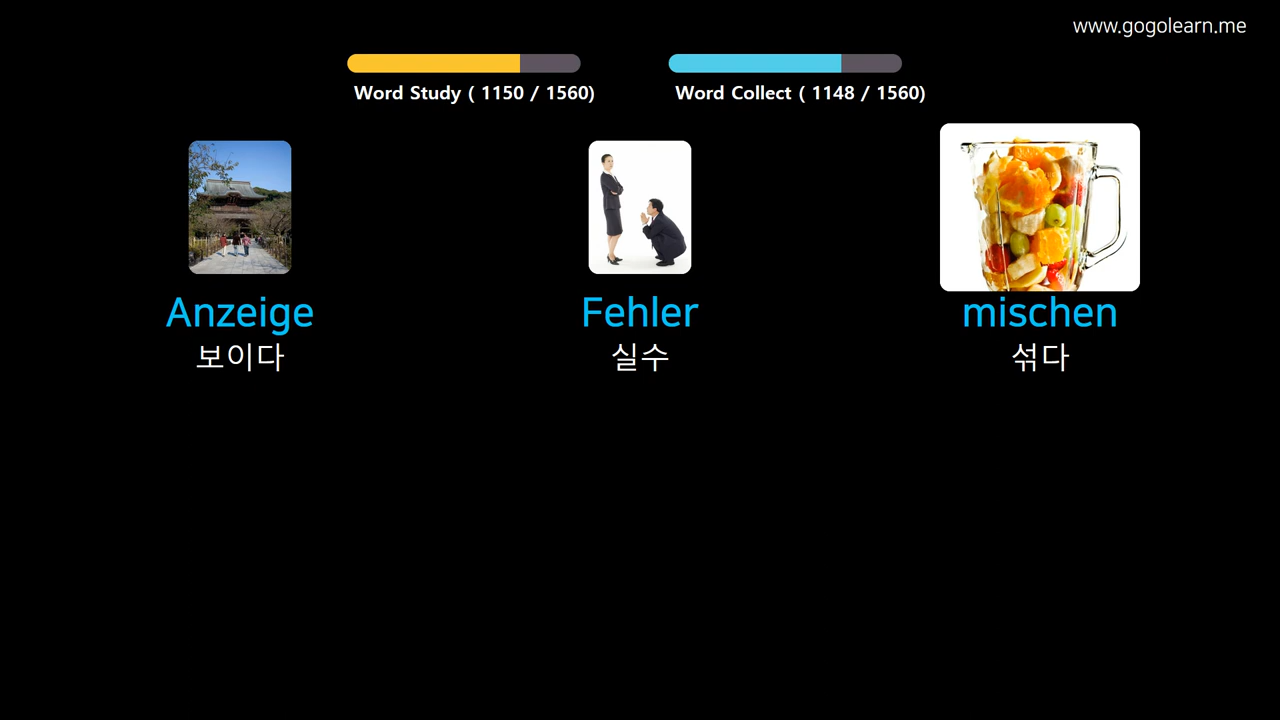 www.gogolearn.me
Word Study ( 1150 / 1560)
Word Collect ( 1148 / 1560)
Anzeige
보이다
Fehler
실수
mischen
섞다